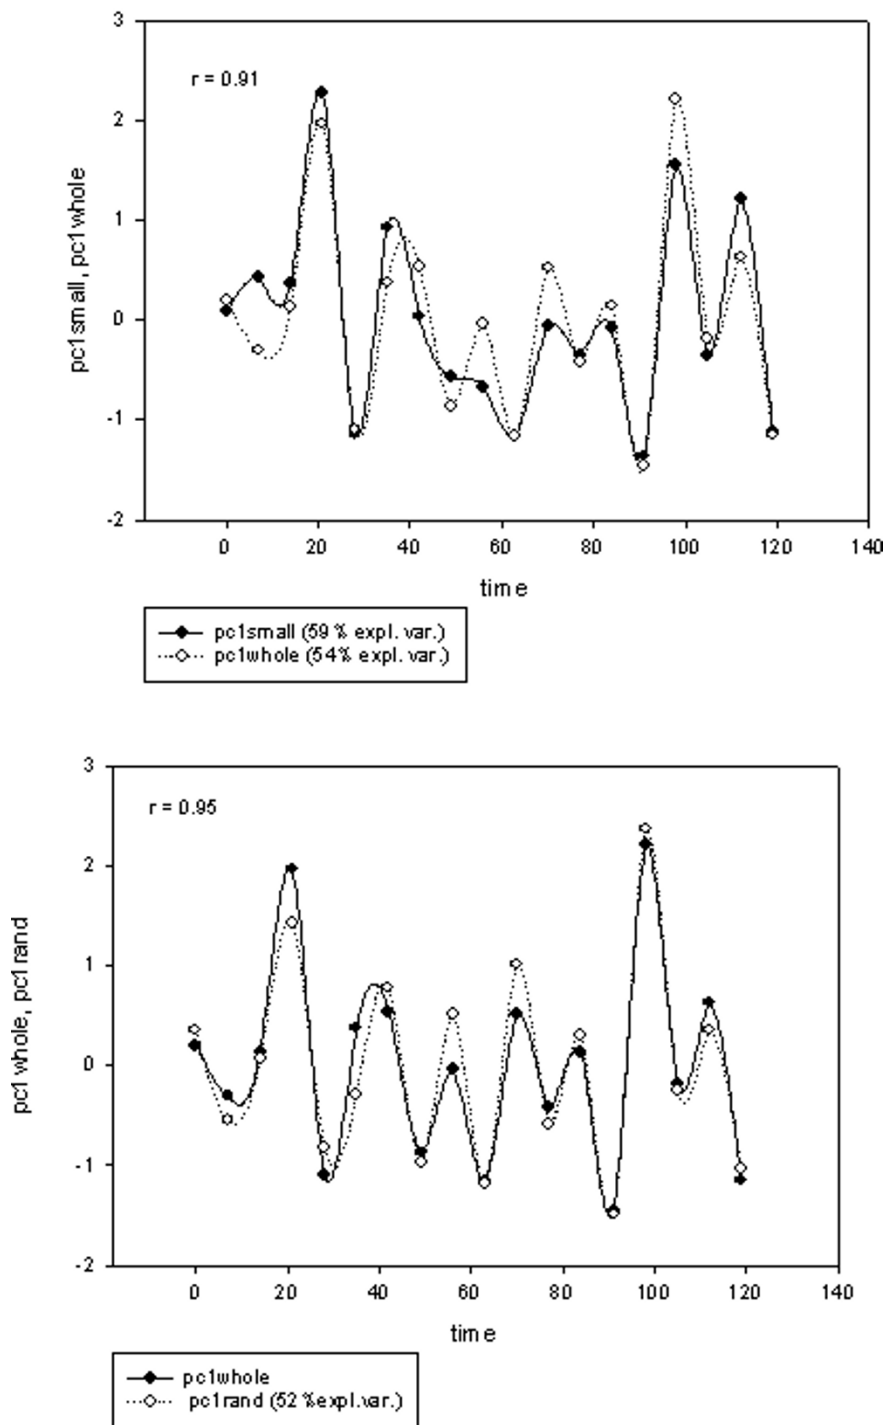 3
r = 0.91
2
1
0
-1
-2
pc1small, pc1whole
0 20 40 60 80 100 120 140
time
pc1small (59 % expl. var.)
pc1whole (54% expl. var.)
3
r = 0.95
2
1
0
-1
-2
pc1whole, pc1rand
0 20 40 60 80 100 120 140
time
pc1whole
pc1rand (52 %expl.var.)